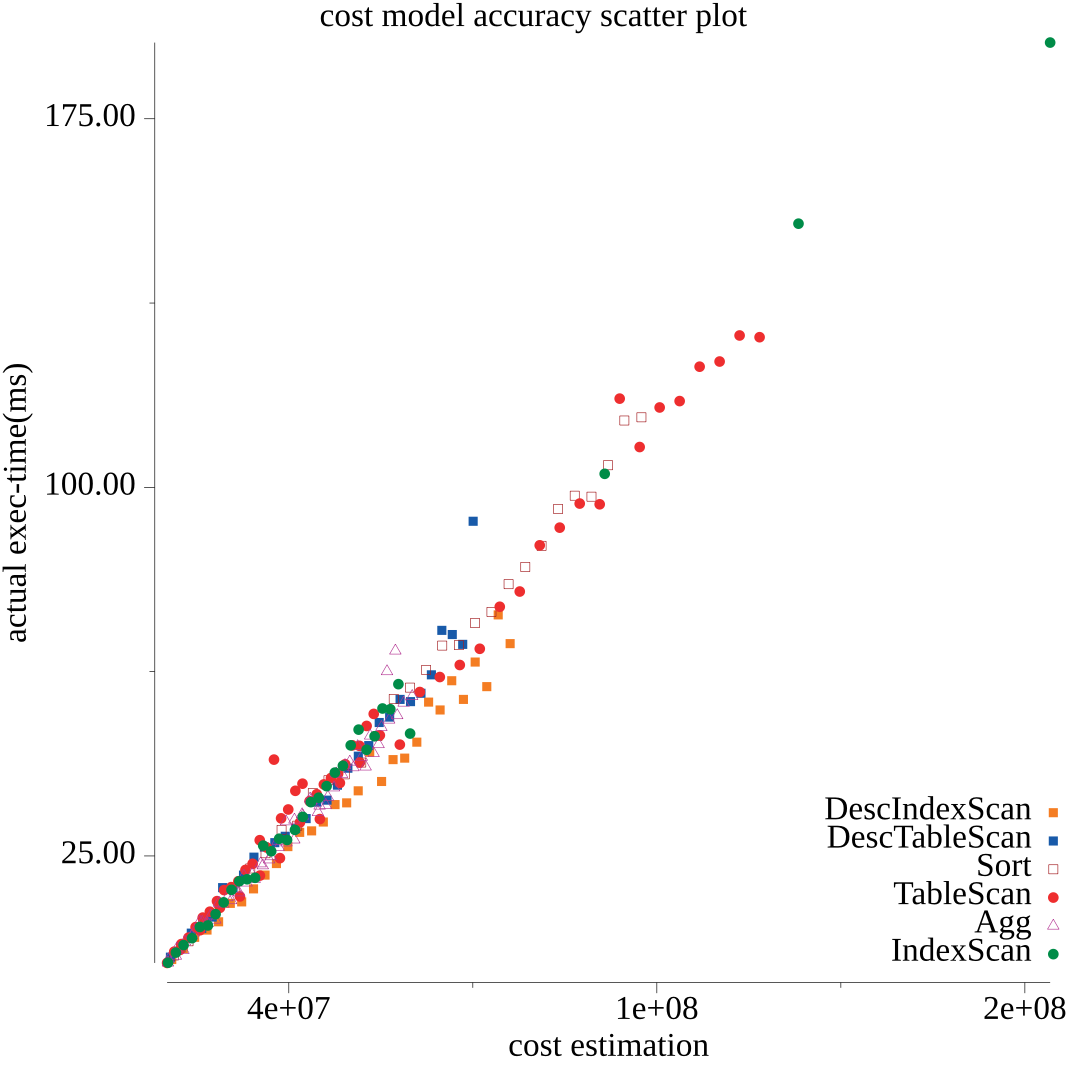 cost model accuracy scatter plot
175.00
100.00
25.00
actual exec-time(ms)
DescIndexScan
DescTableScan
Sort
TableScan
Agg
IndexScan
4e+07
1e+08
2e+08
cost estimation